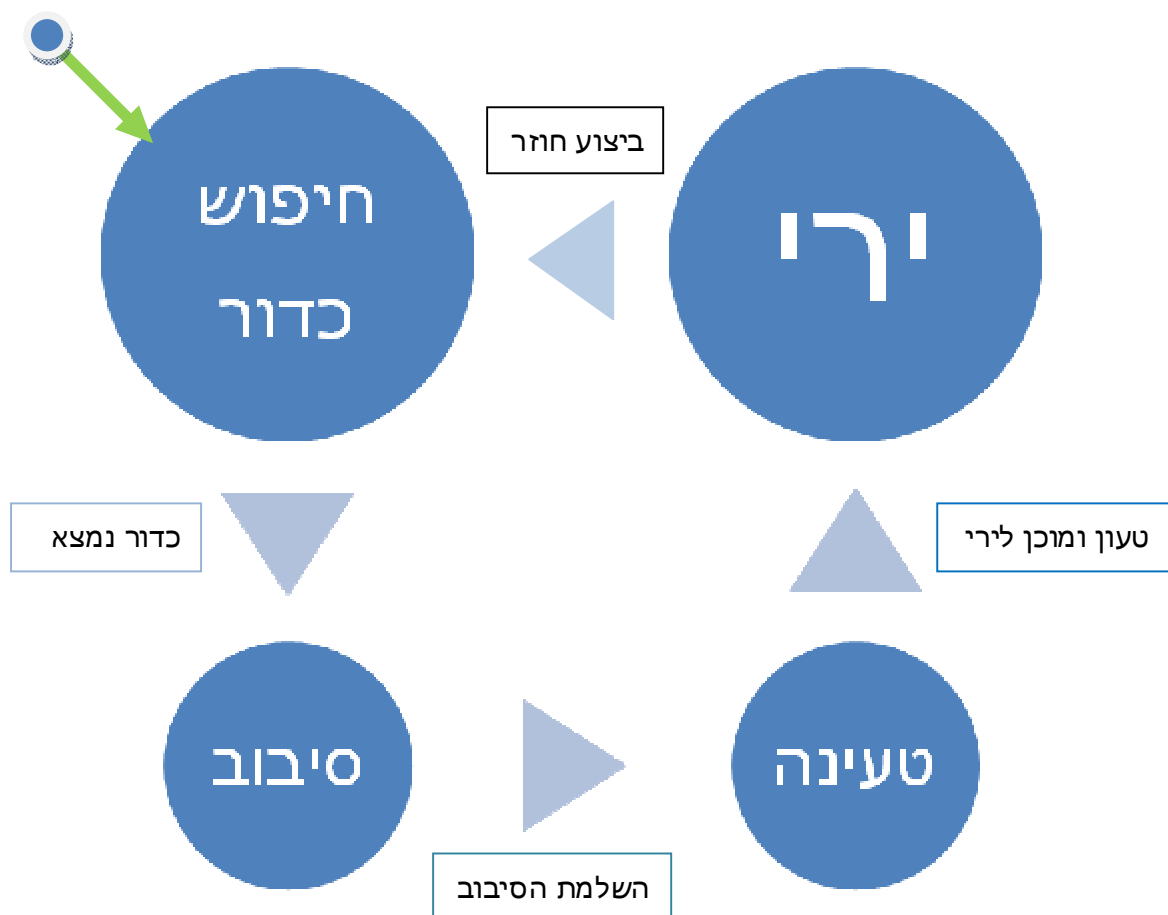 ביצוע חוזר
חיפוש
כדור
ירי
כדור נמצא
טעון ומוכן לירי
סיבוב
טעינה
השלמת הסיבוב